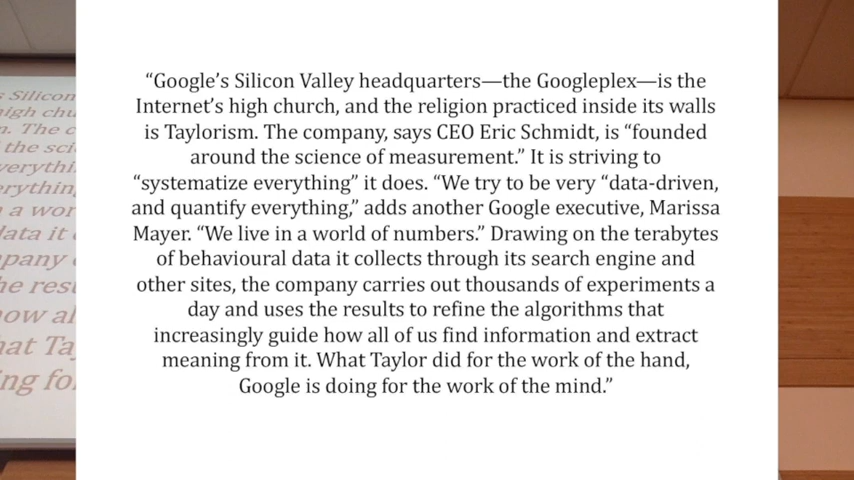 “Google’s Silicon Valley headquarters—the Googleplex—is the
Internet’s high church, and the religion practiced inside its walls
is Taylorism. The company, says CEO Eric Schmidt, is “founded
around the science of measurement.” It is striving to
“systematize everything” it does. “We try to be very “data-driven,
and quantify everything,” adds another Google executive, Marissa
Mayer. “We live in a world of numbers.” Drawing on the terabytes
of behavioural data it collects through its search engine and
other sites, the company carries out thousands of experiments a
day and uses the results to refine the algorithms that
increasingly guide how all of us find information and extract
meaning from it. What Taylor did for the work of the hand,
Google is doing for the work of the mind.”